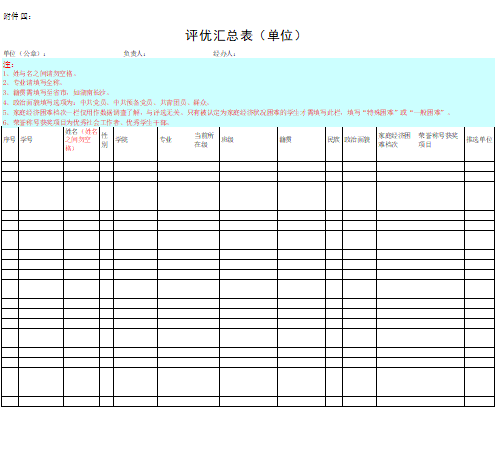 附件四：
评优汇总表（单位）
单位（公章）： 负责人： 经办人：
注：
1、姓与名之间请勿空格。
2、专业请填写全称。
3、籍贯需填写至省市，如湖南长沙。
4、政治面貌填写选项为：中共党员、中共预备党员、共青团员、群众。
5、家庭经济困难档次一栏仅用作数据调查了解，与评选无关。只有被认定为家庭经济状况困难的学生才需填写此栏，填写“特殊困难”或“一般困难”。
6、荣誉称号获奖项目为优秀社会工作者、优秀学生干部。
序号 学号 姓名（姓名之间勿空格） 性别 学院 专业 当前所在级 班级 籍贯 民族 政治面貌 家庭经济困难档次 荣誉称号获奖项目 推选单位